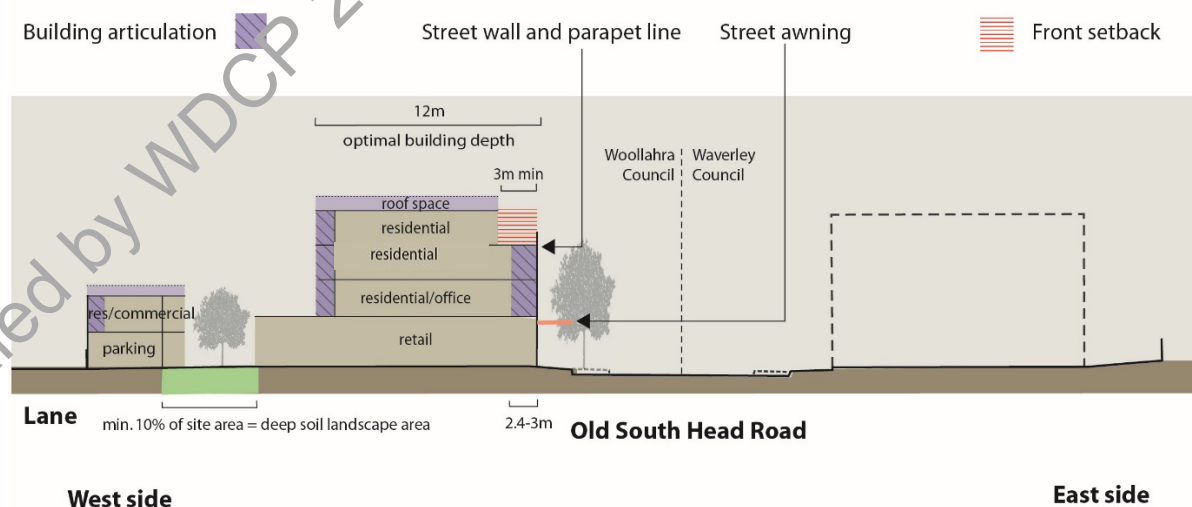 Building articulation
Street wall and parapet line
Street awning
Front setback
12m
optimal building depth
Woollahra
Council
Waverley
Council
3m min
roof space
residential
residential
residential/office
retail
res/commercial
parking
Lane
min. 10% of site area = deep soil landscape area
2.4-3m
Old South Head Road
West side
East side
by WDCP